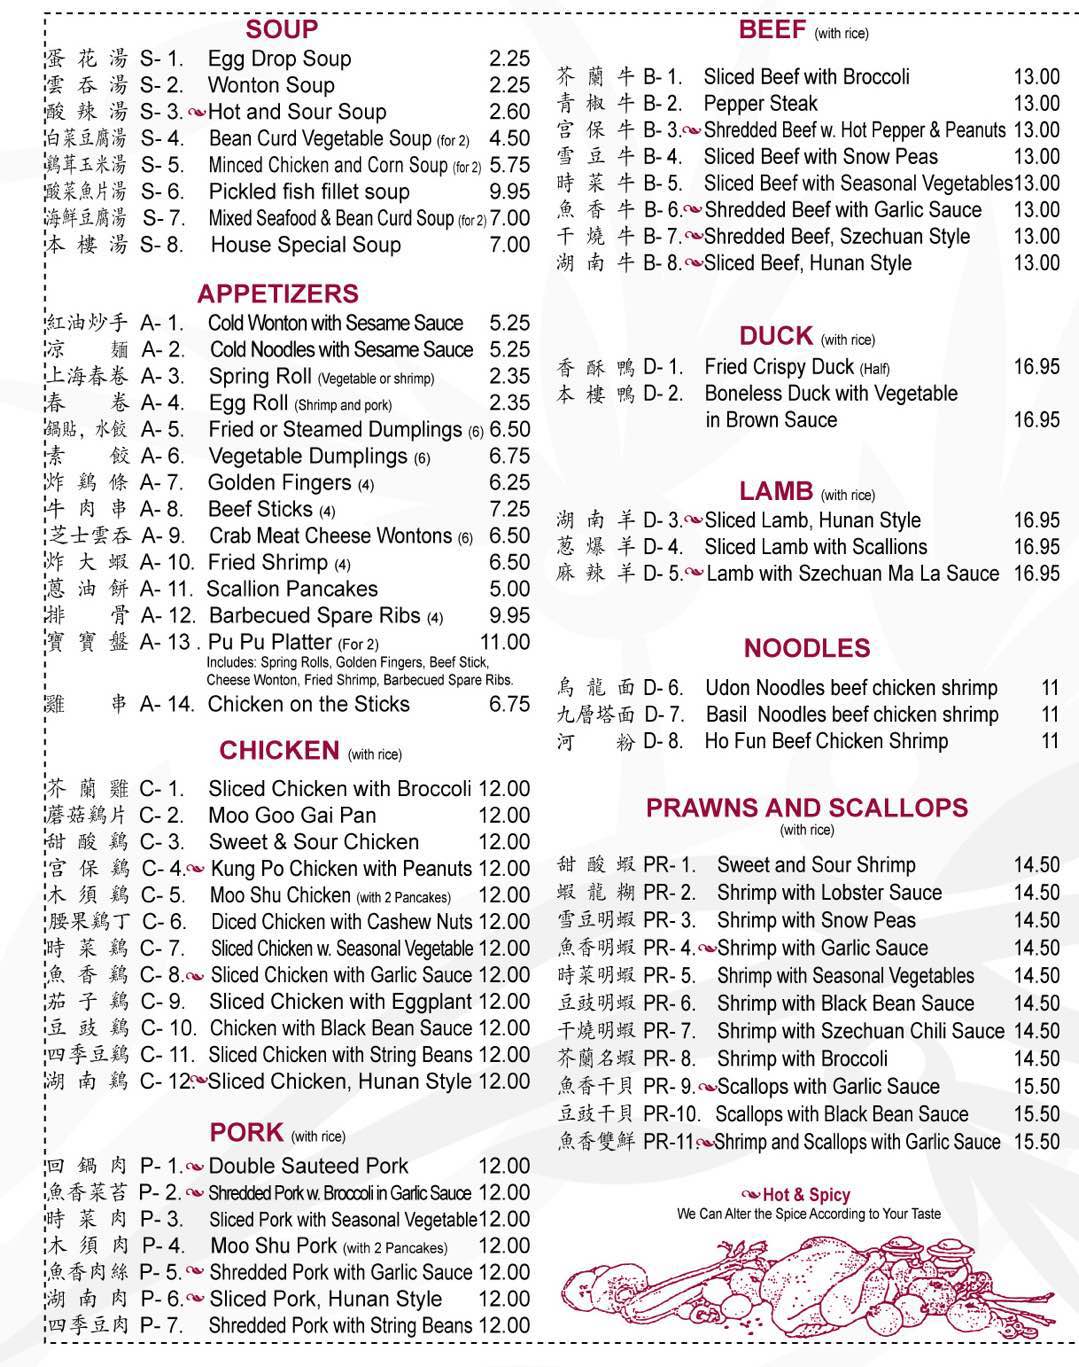 SOUP
蛋花湯 S- 1. Egg Drop Soup 2.25
雲吞湯 S- 2. Wonton Soup 2.25
酸辣湯 S- 3. Hot and Sour Soup 2.60
白菜豆腐湯 S- 4. Bean Curd Vegetable Soup (for 2) 4.50
鷄茸玉米湯 S- 5. Minced Chicken and Corn Soup (for 2) 5.75
酸菜魚片湯 S- 6. Pickled fish fillet soup 9.95
海鮮豆腐湯 S- 7. Mixed Seafood & Bean Curd Soup (for 2) 7.00
本樓湯 S- 8. House Special Soup 7.00
APPETIZERS
紅油炒手 A- 1. Cold Wonton with Sesame Sauce 5.25
凉麵 A- 2. Cold Noodles with Sesame Sauce 5.25
上海春卷 A- 3. Spring Roll (Vegetable or shrimp) 2.35
春卷 A- 4. Egg Roll (Shrimp and pork) 2.35
鍋貼, 水餃 A- 5. Fried or Steamed Dumplings (6) 6.50
素餃 A- 6. Vegetable Dumplings (6) 6.75
炸鷄條 A- 7. Golden Fingers (4) 6.25
牛肉串 A- 8. Beef Sticks (4) 7.25
芝士雲吞 A- 9. Crab Meat Cheese Wontons (6) 6.50
炸大蝦 A- 10. Fried Shrimp (4) 6.50
蔥油餅 A- 11. Scallion Pancakes 5.00
排骨 A- 12. Barbecued Spare Ribs (4) 9.95
寶寶盤 A- 13 . Pu Pu Platter (For 2) 11.00
Includes: Spring Rolls, Golden Fingers, Beef Stick,
Cheese Wonton, Fried Shrimp, Barbecued Spare Ribs.
雞串 A- 14. Chicken on the Sticks 6.75
CHICKEN (with rice)
芥蘭雞 C- 1. Sliced Chicken with Broccoli 12.00
蘑菇鷄片 C- 2. Moo Goo Gai Pan 12.00
甜酸鷄 C- 3. Sweet & Sour Chicken 12.00
宮保鷄 C- 4. Kung Po Chicken with Peanuts 12.00
木須鷄 C- 5. Moo Shu Chicken (with 2 Pancakes) 12.00
腰果鷄丁 C- 6. Diced Chicken with Cashew Nuts 12.00
時菜鷄 C- 7. Sliced Chicken w. Seasonal Vegetable 12.00
魚香鷄 C- 8. Sliced Chicken with Garlic Sauce 12.00
茄子鷄 C- 9. Sliced Chicken with Eggplant 12.00
豆豉鷄 C- 10. Chicken with Black Bean Sauce 12.00
四季豆鷄 C- 11. Sliced Chicken with String Beans 12.00
湖南鷄 C- 12. Sliced Chicken, Hunan Style 12.00
PORK (with rice)
回鍋肉 P- 1. Double Sauteed Pork 12.00
魚香菜苔 P- 2. Shredded Pork w. Broccoli in Garlic Sauce 12.00
時菜肉 P- 3. Sliced Pork with Seasonal Vegetable 12.00
木須肉 P- 4. Moo Shu Pork (with 2 Pancakes) 12.00
魚香肉絲 P- 5. Shredded Pork with Garlic Sauce 12.00
湖南肉 P- 6. Sliced Pork, Hunan Style 12.00
四季豆肉 P- 7. Shredded Pork with String Beans 12.00
BEEF (with rice)
芥蘭牛 B- 1. Sliced Beef with Broccoli 13.00
青椒牛 B- 2. Pepper Steak 13.00
宮保牛 B- 3. Shredded Beef w. Hot Pepper & Peanuts 13.00
雪豆牛 B- 4. Sliced Beef with Snow Peas 13.00
時菜牛 B- 5. Sliced Beef with Seasonal Vegetables 13.00
魚香牛 B- 6. Shredded Beef with Garlic Sauce 13.00
干燒牛 B- 7. Shredded Beef, Szechuan Style 13.00
湖南牛 B- 8. Sliced Beef, Hunan Style 13.00
DUCK (with rice)
香酥鴨 D- 1. Fried Crispy Duck (Half) 16.95
本樓鴨 D- 2. Boneless Duck with Vegetable
in Brown Sauce 16.95
LAMB (with rice)
湖南羊 D- 3. Sliced Lamb, Hunan Style 16.95
葱爆羊 D- 4. Sliced Lamb with Scallions 16.95
麻辣羊 D- 5. Lamb with Szechuan Ma La Sauce 16.95
NOODLES
烏龍面 D- 6. Udon Noodles beef chicken shrimp 11
九層塔面 D- 7. Basil Noodles beef chicken shrimp 11
河粉 D- 8. Ho Fun Beef Chicken Shrimp 11
PRAWNS AND SCALLOPS
(with rice)
甜酸蝦 PR- 1. Sweet and Sour Shrimp 14.50
蝦龍糊 PR- 2. Shrimp with Lobster Sauce 14.50
雪豆明蝦 PR- 3. Shrimp with Snow Peas 14.50
魚香明蝦 PR- 4. Shrimp with Garlic Sauce 14.50
時菜明蝦 PR- 5. Shrimp with Seasonal Vegetables 14.50
豆豉明蝦 PR- 6. Shrimp with Black Bean Sauce 14.50
干燒明蝦 PR- 7. Shrimp with Szechuan Chili Sauce 14.50
芥蘭名蝦 PR- 8. Shrimp with Broccoli 14.50
魚香干貝 PR- 9. Scallops with Garlic Sauce 15.50
豆豉干貝 PR-10. Scallops with Black Bean Sauce 15.50
魚香雙鮮 PR-11. Shrimp and Scallops with Garlic Sauce 15.50
Hot & Spicy
We Can Alter the Spice According to Your Taste